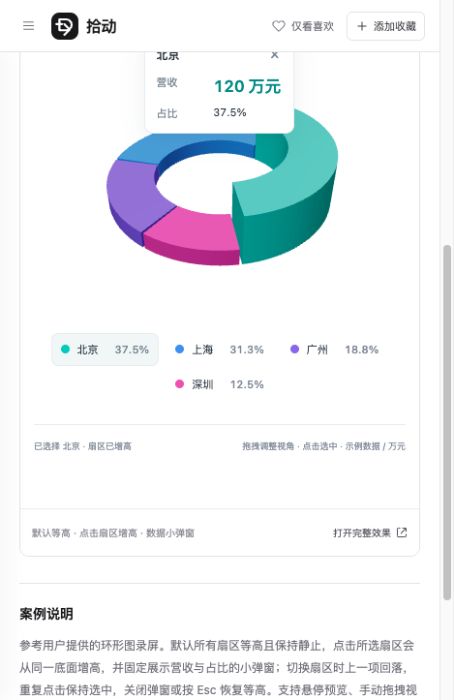 拾动
仅看喜欢
添加收藏
北京
营收 120 万元
占比 37.5%
北京 37.5% 上海 31.3% 广州 18.8%
深圳 12.5%
已选择 北京 · 扇区已增高 拖拽调整视角 · 点击选中 · 示例数据 / 万元
默认等高 · 点击扇区增高 · 数据小弹窗 打开完整效果
案例说明
参考用户提供的环形图录屏。默认所有扇区等高且保持静止，点击所选扇区会
从同一底面增高，并固定展示营收与占比的小弹窗；切换扇区时上一项回落，
重复点击保持选中，关闭弹窗或按 Esc 恢复等高。支持悬停预览、手动拖拽视